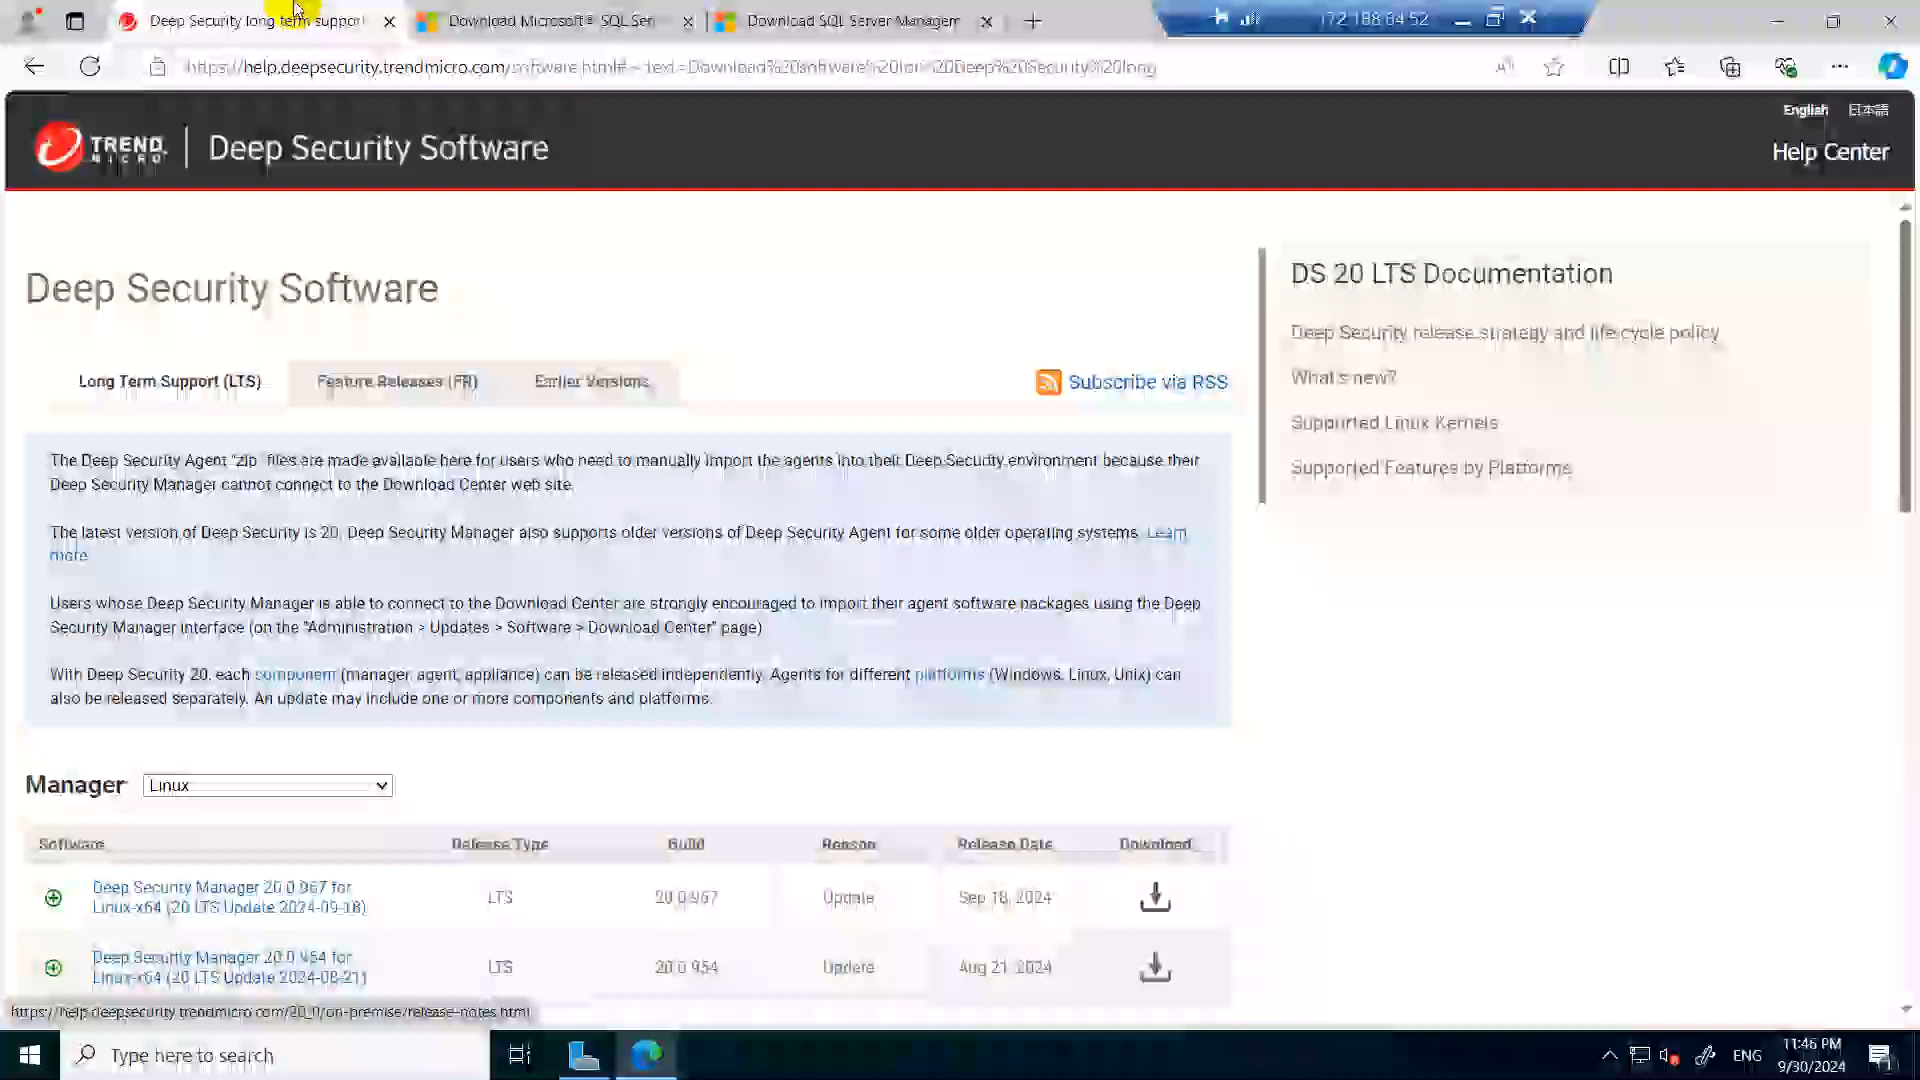 Deep Security long term support
Download Microsoft® SQL Ser
Download SQL Server Managem
172.188.64.52
https://help.deepsecurity.trendmicro.com/software.html#:~:text=Download%20software%20for%20Deep%20Security%20long
English 日本語
TREND MICRO
Deep Security Software
Help Center
Deep Security Software
Long Term Support (LTS)
Feature Releases (FR)
Earlier Versions
Subscribe via RSS
The Deep Security Agent "zip" files are made available here for users who need to manually import the agents into their Deep Security environment because their
Deep Security Manager cannot connect to the Download Center web site.
The latest version of Deep Security is 20. Deep Security Manager also supports older versions of Deep Security Agent for some older operating systems. Learn
more.
Users whose Deep Security Manager is able to connect to the Download Center are strongly encouraged to import their agent software packages using the Deep
Security Manager interface (on the "Administration > Updates > Software > Download Center" page)
With Deep Security 20, each component (manager, agent, appliance) can be released independently. Agents for different platforms (Windows, Linux, Unix) can
also be released separately. An update may include one or more components and platforms.
DS 20 LTS Documentation
Deep Security release strategy and life cycle policy
What's new?
Supported Linux Kernels
Supported Features by Platforms
Manager Linux
Software Release Type Build Reason Release Date Download
Deep Security Manager 20.0.967 for
Linux-x64 (20 LTS Update 2024-09-18)
LTS 20.0.967 Update Sep 18, 2024
Deep Security Manager 20.0.954 for
Linux-x64 (20 LTS Update 2024-08-21)
LTS 20.0.954 Update Aug 21, 2024
https://help.deepsecurity.trendmicro.com/20_0/on-premise/release-notes.html
Type here to search
ENG
11:46 PM
9/30/2024